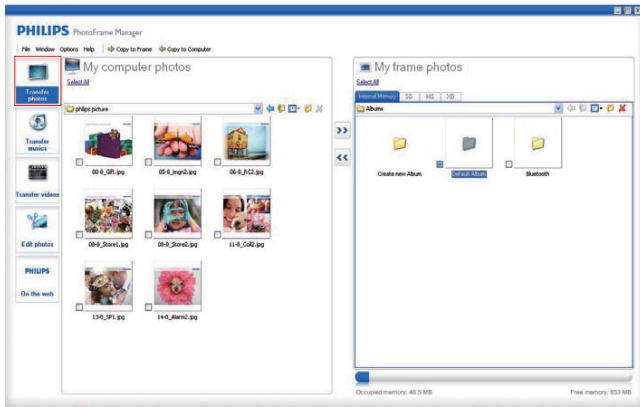 PHILIPS PhotoFrame Manager
File Window Options Help Copy to Frame Copy to Computer
Transfer photos
Transfer musics
Transfer videos
Edit photos
PHILIPS
On the web
My computer photos
Select All
philips picture
00-0_Gift.jpg 05-0_imgn2.jpg 06-0_RC2.jpg
08-0_Store1.jpg 08-0_Store2.jpg 11-0_Coll2.jpg
13-0_SP1.jpg 14-0_Alarm2.jpg
>>
<<
My frame photos
Select All
Internal Memory SD MS XD
Albums
Create new Album Default Album Bluetooth
Occupied memory: 46.5 MB Free memory: 853 MB